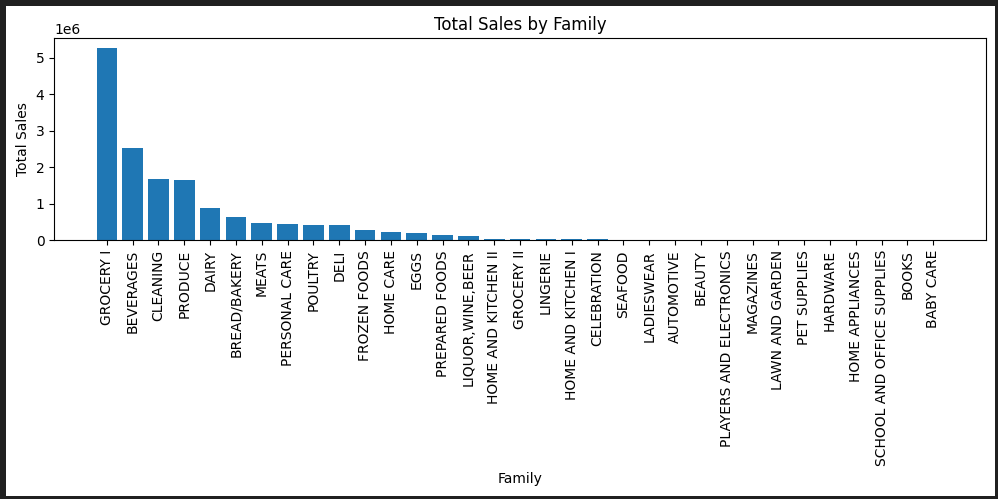 Total Sales by Family
1e6
Total Sales
5
4
3
2
1
0
GROCERY I
BEVERAGES
CLEANING
PRODUCE
DAIRY
BREAD/BAKERY
MEATS
PERSONAL CARE
POULTRY
DELI
FROZEN FOODS
HOME CARE
EGGS
PREPARED FOODS
LIQUOR,WINE,BEER
HOME AND KITCHEN II
GROCERY II
LINGERIE
HOME AND KITCHEN I
CELEBRATION
SEAFOOD
LADIESWEAR
AUTOMOTIVE
BEAUTY
PLAYERS AND ELECTRONICS
MAGAZINES
LAWN AND GARDEN
PET SUPPLIES
HARDWARE
HOME APPLIANCES
SCHOOL AND OFFICE SUPPLIES
BOOKS
BABY CARE
Family